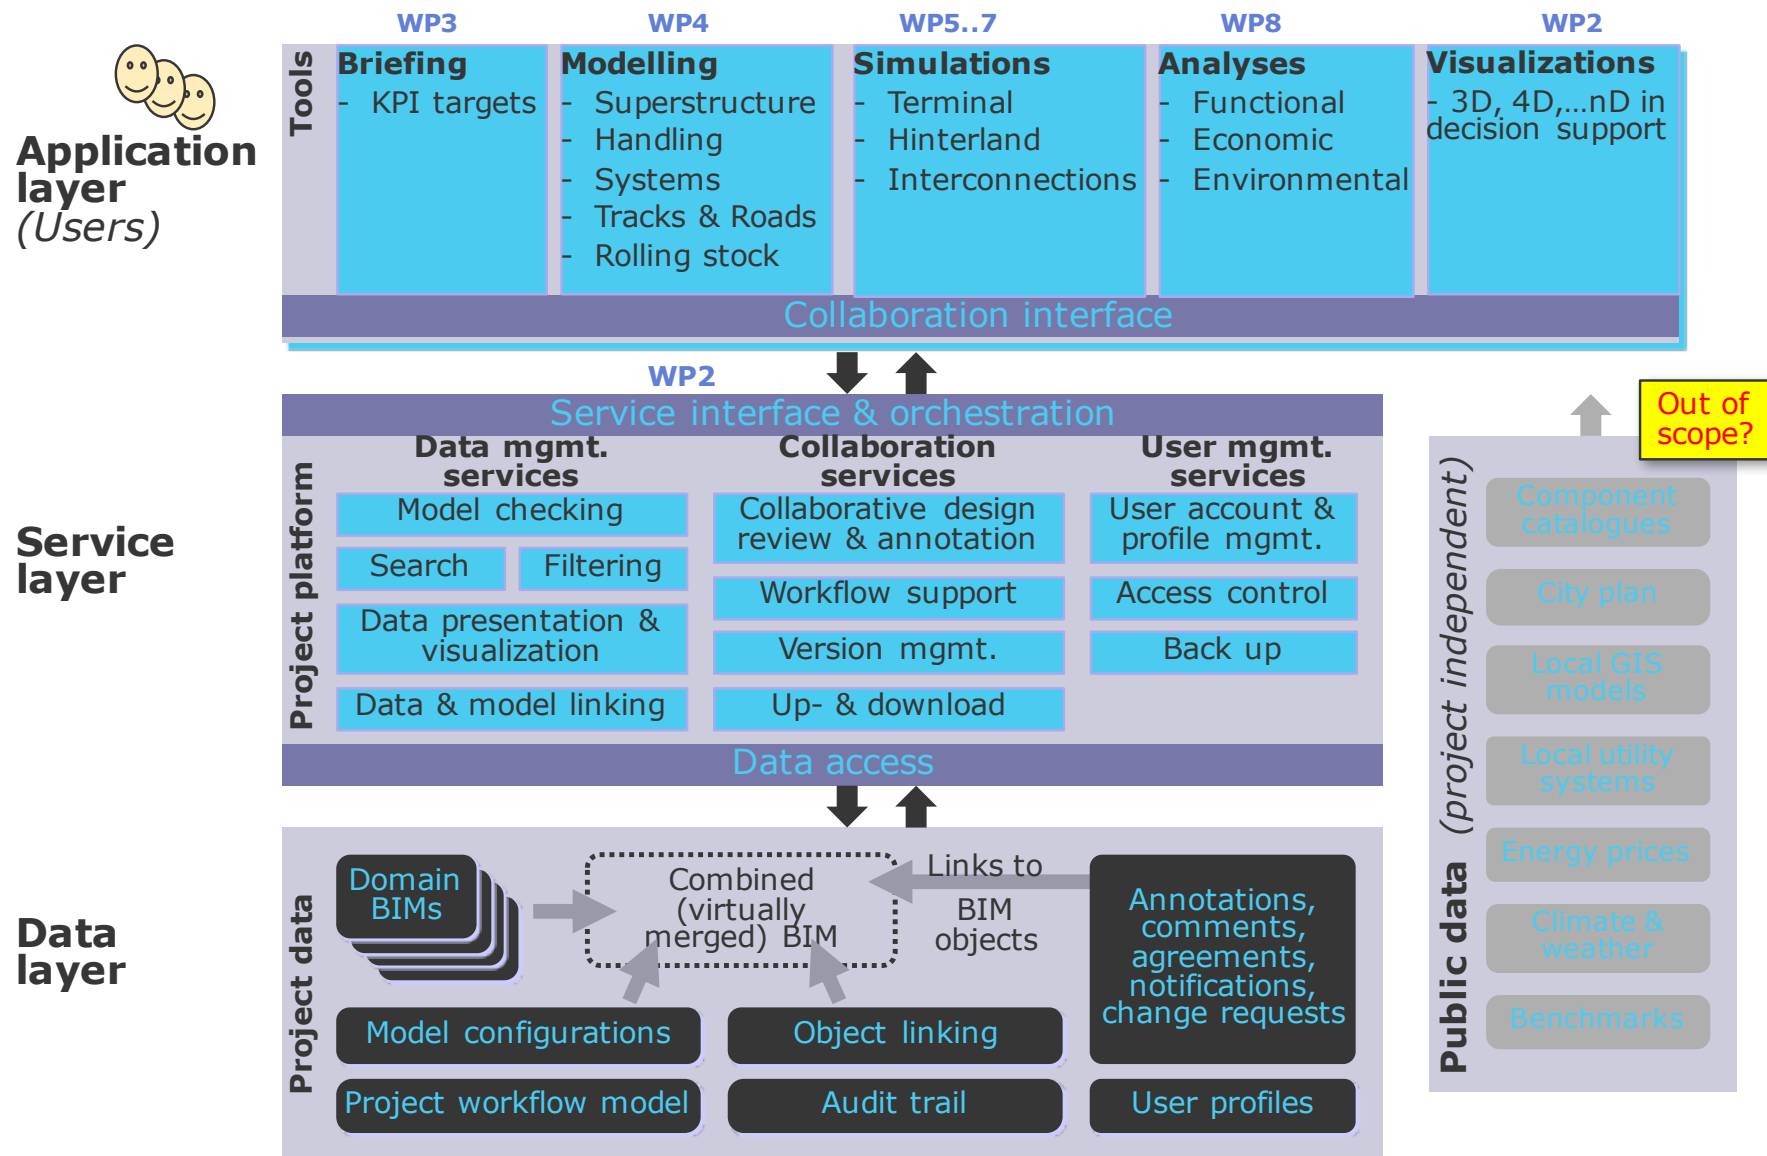 WP3
WP4
WP5..7
WP8
WP2
Application
layer
(Users)
Tools
Briefing
- KPI targets
Modelling
- Superstructure
- Handling
- Systems
- Tracks & Roads
- Rolling stock
Simulations
- Terminal
- Hinterland
- Interconnections
Analyses
- Functional
- Economic
- Environmental
Visualizations
- 3D, 4D,...nD in
decision support
Collaboration interface
WP2
Service interface & orchestration
Service
layer
Project platform
Data mgmt.
services
Model checking
Search
Filtering
Data presentation &
visualization
Data & model linking
Collaboration
services
Collaborative design
review & annotation
Workflow support
Version mgmt.
Up- & download
User mgmt.
services
User account &
profile mgmt.
Access control
Back up
Data access
Data
layer
Project data
Domain
BIMs
Combined
(virtually
merged) BIM
Links to
BIM
objects
Annotations,
comments,
agreements,
notifications,
change requests
Model configurations
Object linking
Project workflow model
Audit trail
User profiles
Out of
scope?
Public data (project independent)
Component
catalogues
City plan
Local GIS
models
Local utility
systems
Energy prices
Climate &
weather
Benchmarks